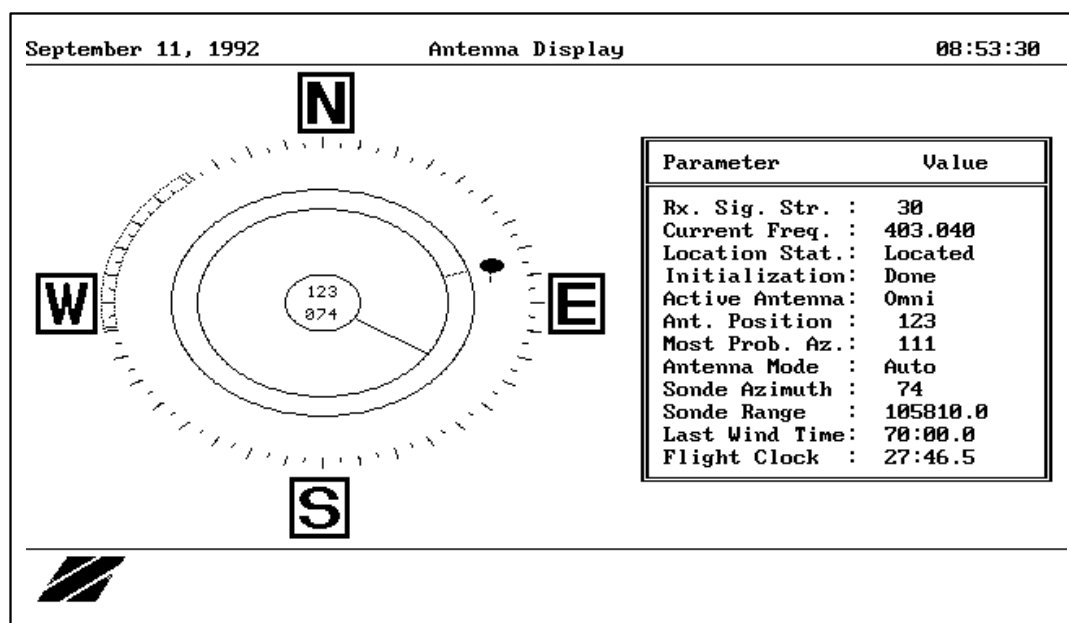 September 11, 1992 Antenna Display 08:53:30
N
W
E
S
123
074
Parameter Value
Rx. Sig. Str. : 30
Current Freq. : 403.040
Location Stat.: Located
Initialization: Done
Active Antenna: Omni
Ant. Position : 123
Most Prob. Az.: 111
Antenna Mode : Auto
Sonde Azimuth : 74
Sonde Range : 105810.0
Last Wind Time: 70:00.0
Flight Clock : 27:46.5